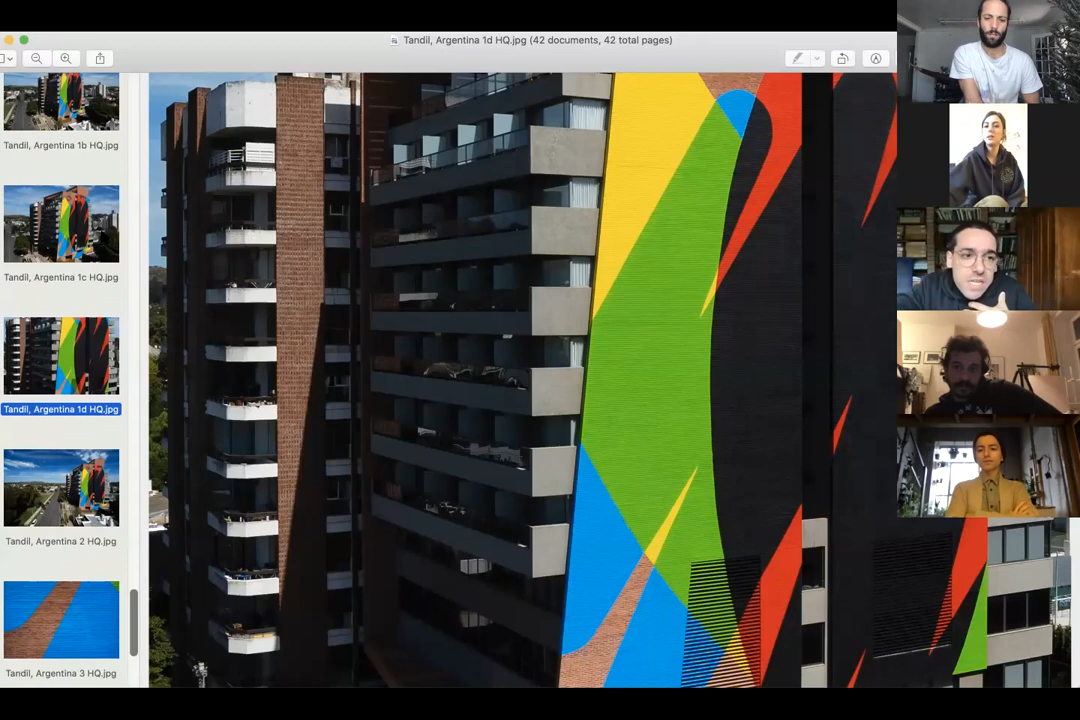 Tandil, Argentina 1d HQ.jpg (42 documents, 42 total pages)
Tandil, Argentina 1b HQ.jpg
Tandil, Argentina 1c HQ.jpg
Tandil, Argentina 1d HQ.jpg
Tandil, Argentina 2 HQ.jpg
Tandil, Argentina 3 HQ.jpg